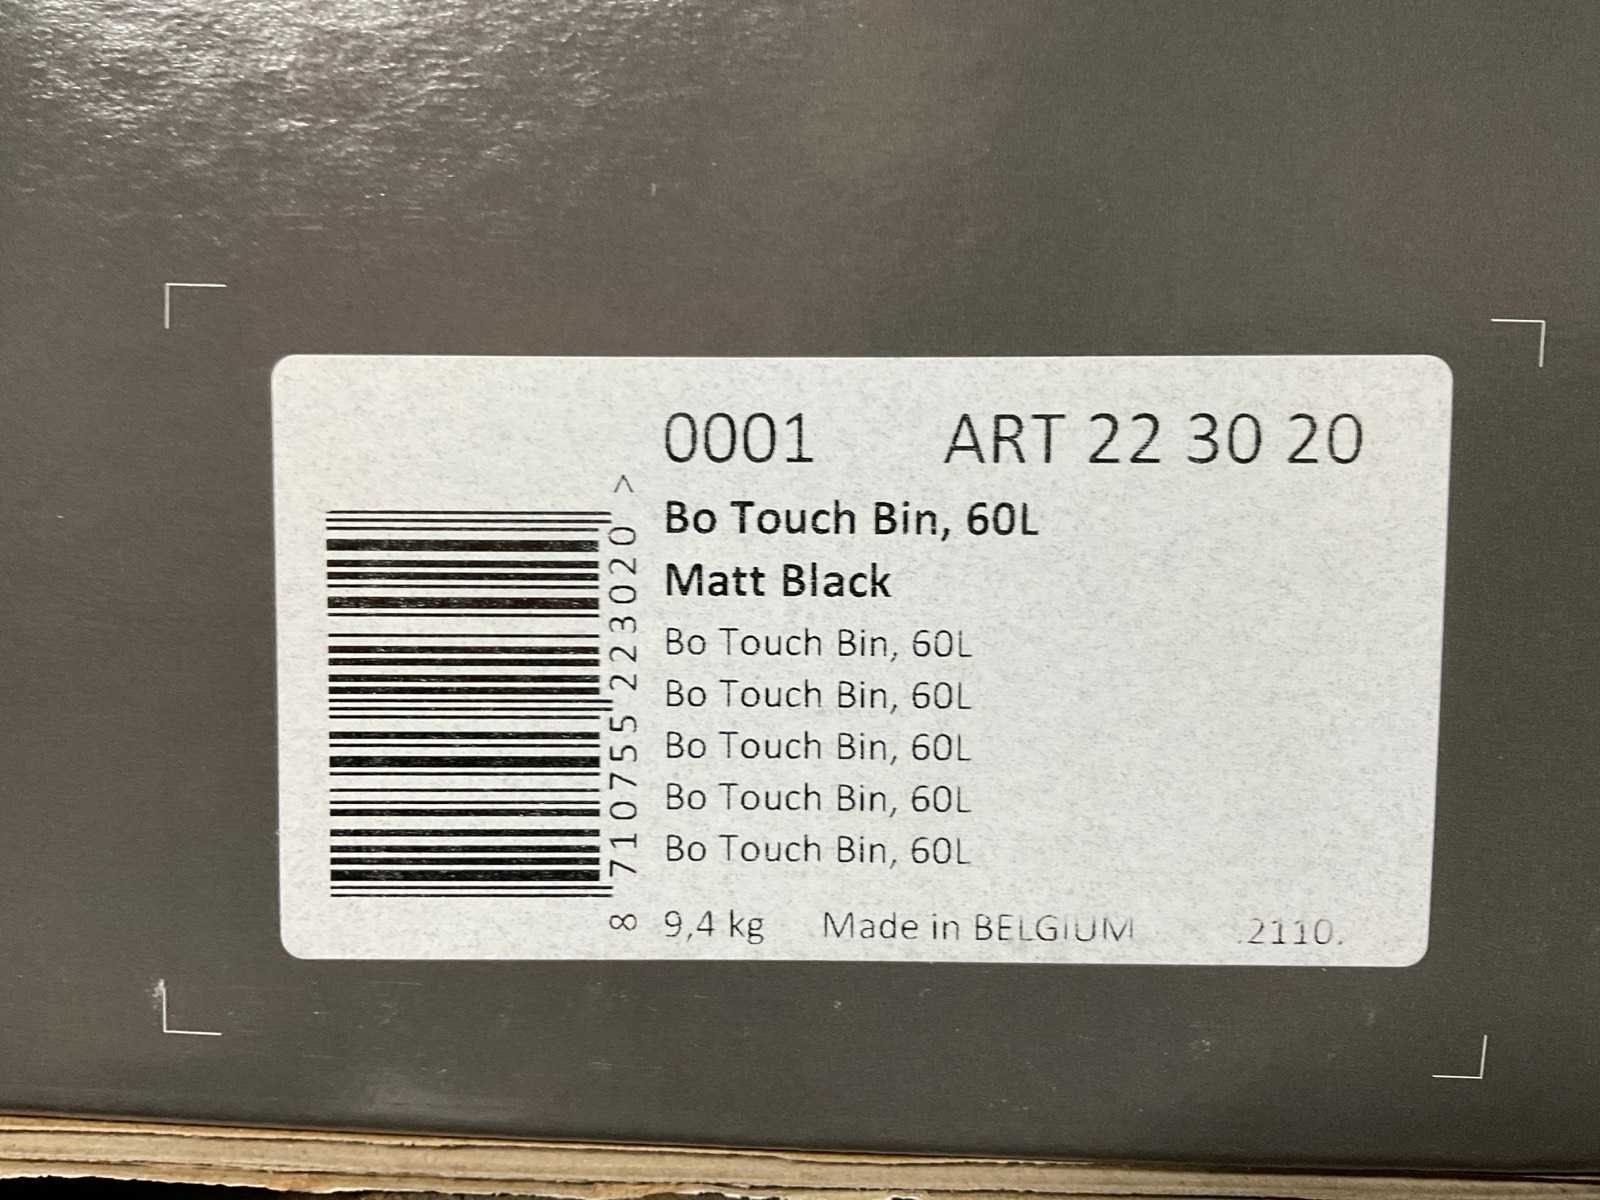 0001 ART 22 30 20
Bo Touch Bin, 60L
Matt Black
Bo Touch Bin, 60L
Bo Touch Bin, 60L
Bo Touch Bin, 60L
Bo Touch Bin, 60L
Bo Touch Bin, 60L
9,4 kg Made in BELGIUM .2110.
8 710755 223020 >